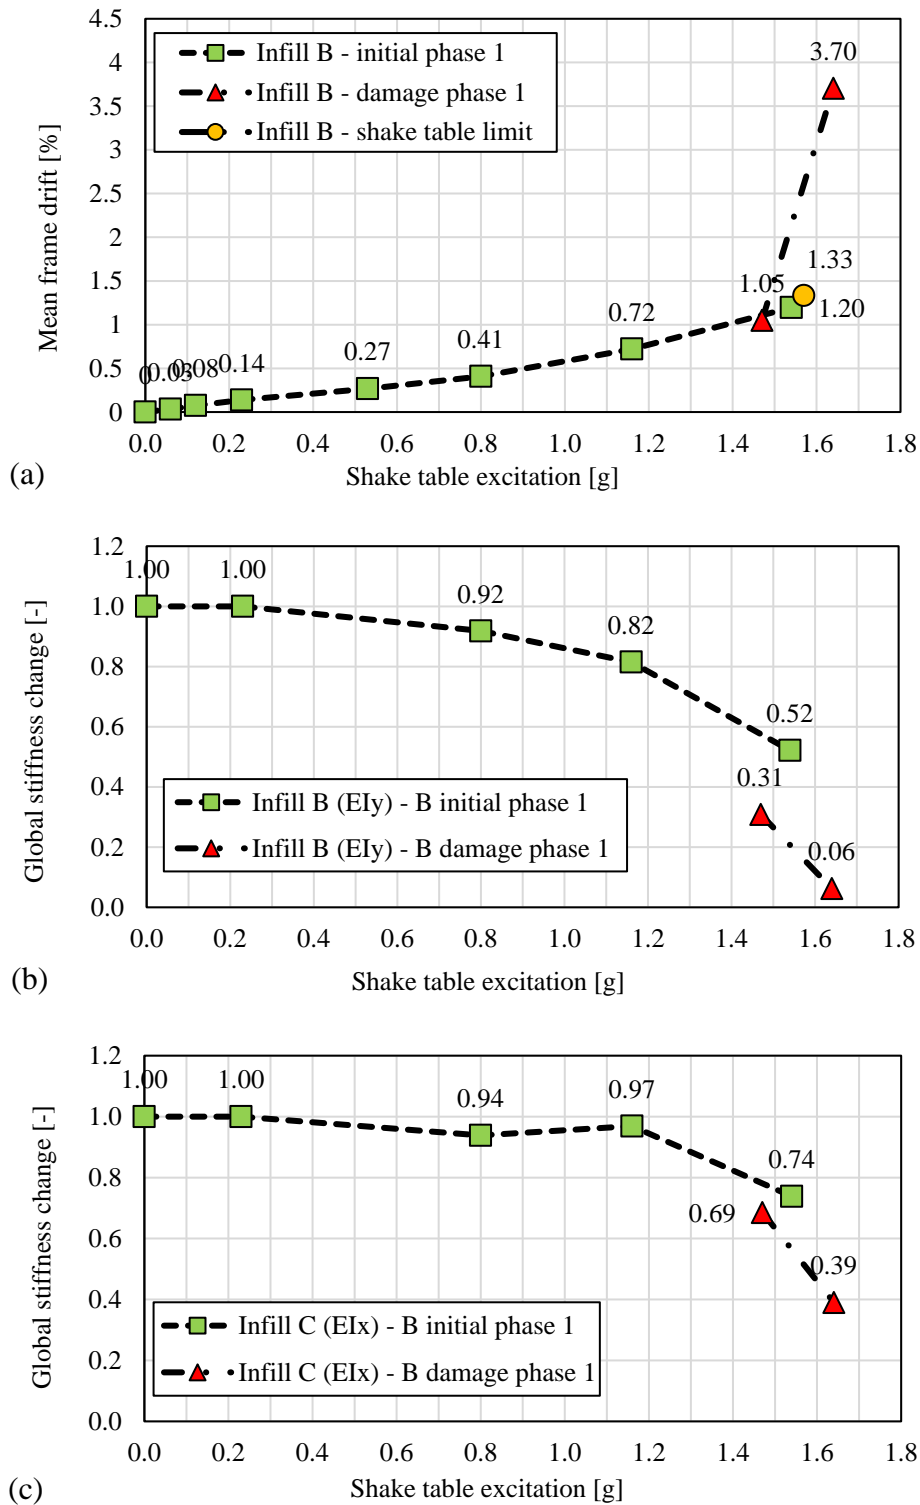 4.5
4
3.5
3
2.5
2
1.5
1
0.5
0
Mean frame drift [%]
Infill B - initial phase 1
Infill B - damage phase 1
Infill B - shake table limit
0
0.03
0.08
0.14
0.27
0.41
0.72
1.05
1.20
1.33
3.70
0.0 0.2 0.4 0.6 0.8 1.0 1.2 1.4 1.6 1.8
Shake table excitation [g]
(a)
1.2
1.0
0.8
0.6
0.4
0.2
0.0
Global stiffness change [-]
1.00
1.00
0.92
0.82
0.52
0.31
0.06
Infill B (EIy) - B initial phase 1
Infill B (EIy) - B damage phase 1
0.0 0.2 0.4 0.6 0.8 1.0 1.2 1.4 1.6 1.8
Shake table excitation [g]
(b)
1.2
1.0
0.8
0.6
0.4
0.2
0.0
Global stiffness change [-]
1.00
1.00
0.94
0.97
0.74
0.69
0.39
Infill C (EIx) - B initial phase 1
Infill C (EIx) - B damage phase 1
0.0 0.2 0.4 0.6 0.8 1.0 1.2 1.4 1.6 1.8
Shake table excitation [g]
(c)